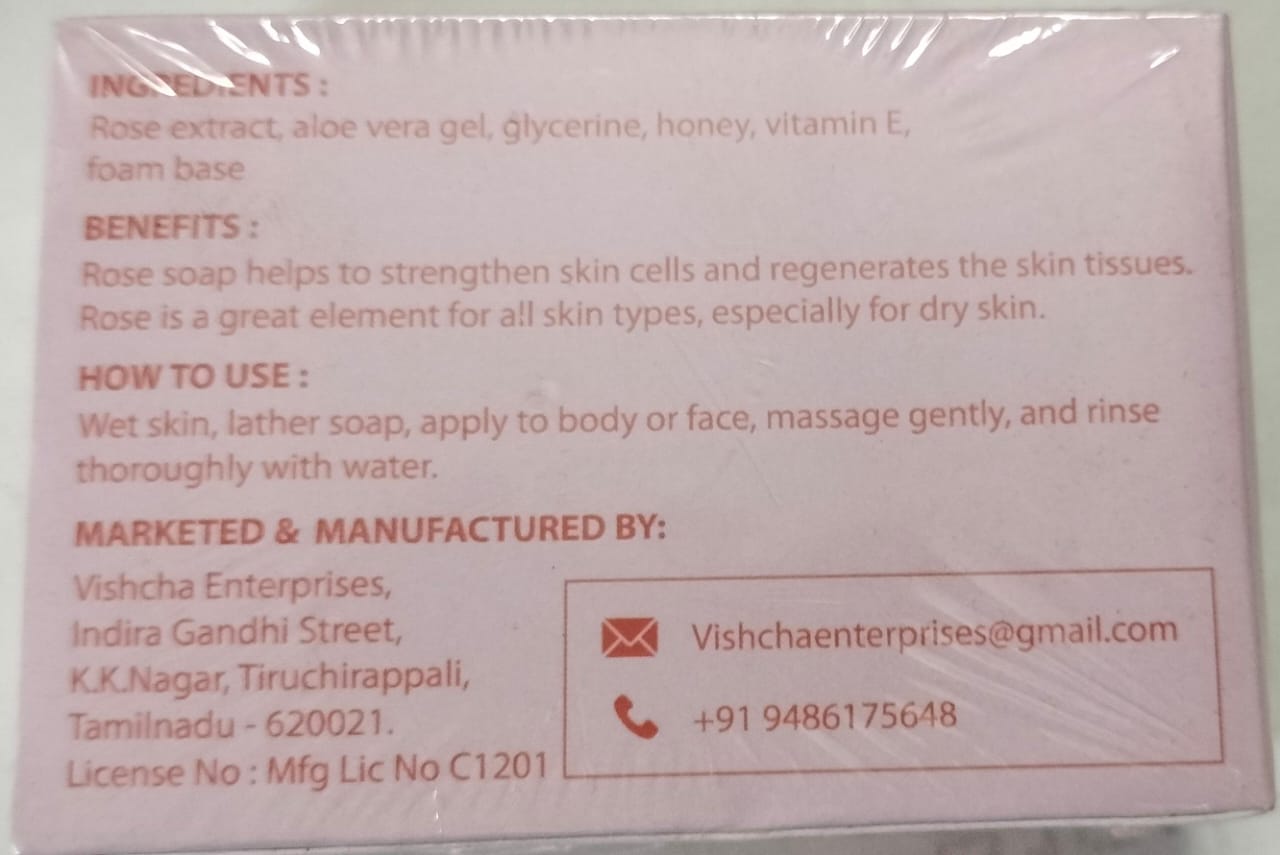 INGREDIENTS :
Rose extract, aloe vera gel, glycerine, honey, vitamin E,
foam base
BENEFITS :
Rose soap helps to strengthen skin cells and regenerates the skin tissues.
Rose is a great element for all skin types, especially for dry skin.
HOW TO USE :
Wet skin, lather soap, apply to body or face, massage gently, and rinse
thoroughly with water.
MARKETED & MANUFACTURED BY:
Vishcha Enterprises,
Indira Gandhi Street,
K.K.Nagar, Tiruchirappali,
Tamilnadu - 620021.
License No : Mfg Lic No C1201
Vishchaenterprises@gmail.com
+91 9486175648